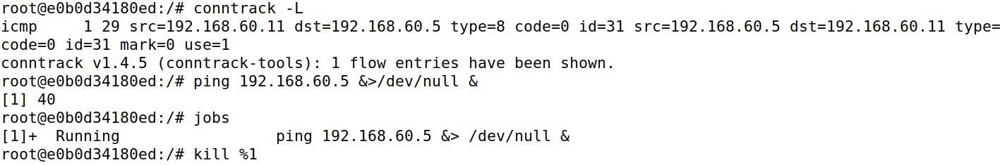 root@e0b0d34180ed:/# conntrack -L
icmp     1 29 src=192.168.60.11 dst=192.168.60.5 type=8 code=0 id=31 src=192.168.60.5 dst=192.168.60.11 type=
code=0 id=31 mark=0 use=1
conntrack v1.4.5 (conntrack-tools): 1 flow entries have been shown.
root@e0b0d34180ed:/# ping 192.168.60.5 &>/dev/null &
[1] 40
root@e0b0d34180ed:/# jobs
[1]+  Running                 ping 192.168.60.5 &> /dev/null &
root@e0b0d34180ed:/# kill %1